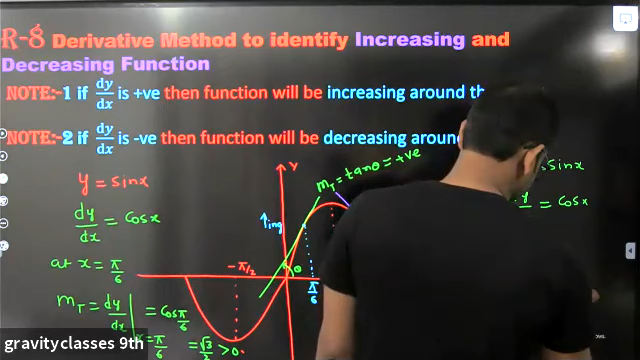 R-8 Derivative Method to identify Increasing and
Decreasing Function
NOTE:-1 if dy/dx is +ve then function will be increasing around th
NOTE:-2 if dy/dx is -ve then function will be decreasing around
y = sinx
dy/dx = cosx
at x = π/6
m_T = dy/dx | = cos π/6
x = π/6 = √3/2 > 0.
y
m_T = tanθ = +ve
↑ing
θ
-π/2
π/6
sinx
= cosx
gravityclasses 9th